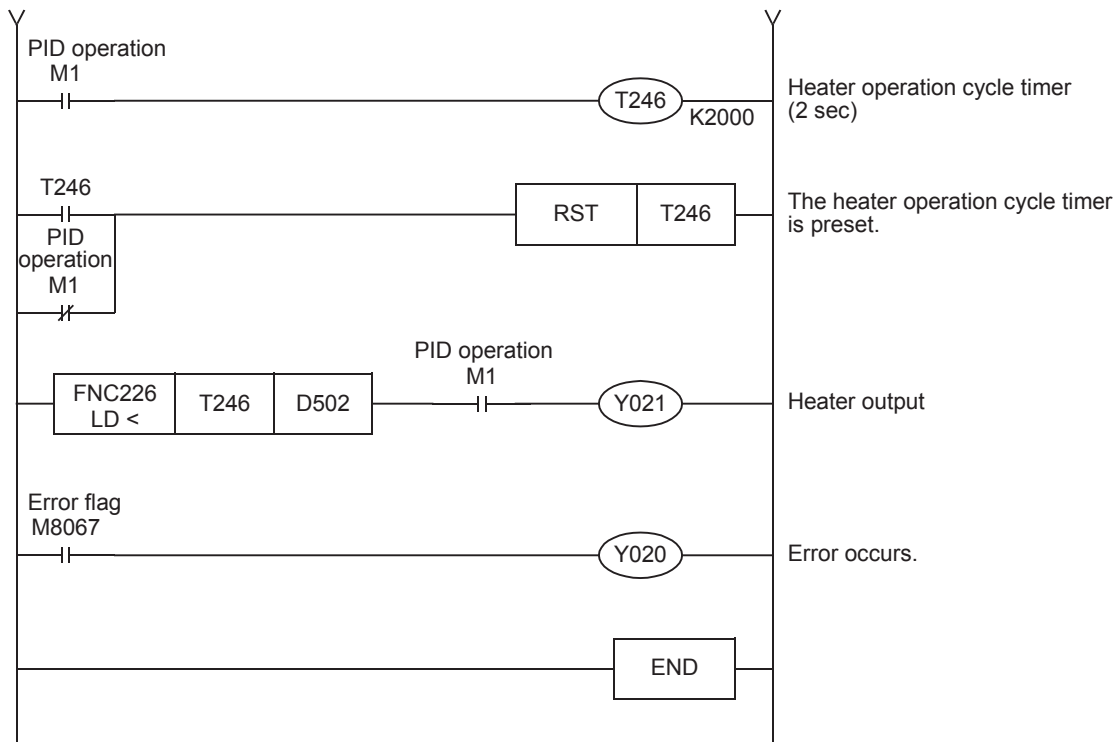 PID operation
M1
T246
K2000
Heater operation cycle timer
(2 sec)
T246
RST
T246
The heater operation cycle timer
is preset.
PID
operation
M1
PID operation
M1
FNC226
LD <
T246
D502
Y021
Heater output
Error flag
M8067
Y020
Error occurs.
END